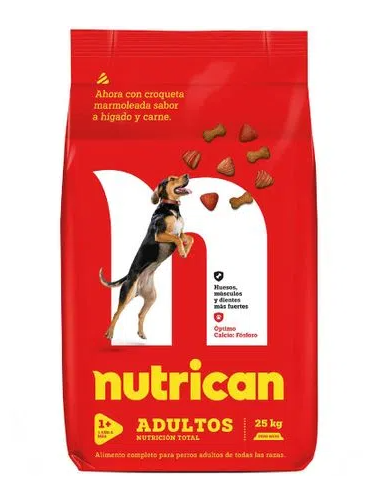 Ahora con croqueta
marmoleada sabor
a hígado y carne.
n
Huesos,
músculos
y dientes
más fuertes
Óptimo
Calcio: Fósforo
nutrican
1+
ADULTOS
NUTRICIÓN TOTAL
25 kg
Alimento completo para perros adultos de todas las razas.